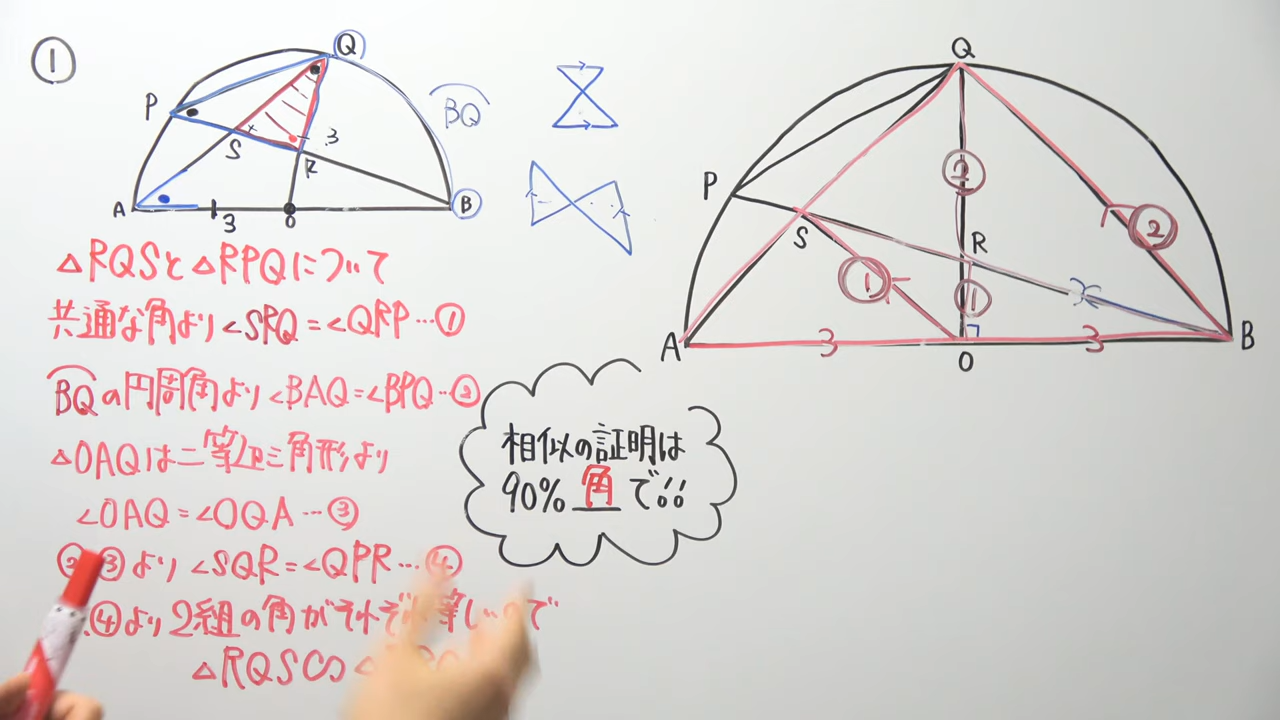 ①
Q
P
S
.3
R
A
3
O
B
BQ
△RQSと△RPQについて
共通な角より∠SRQ=∠QRP…①
BQの円周角より∠BAQ=∠BPQ…②
△OAQは二等辺三角形より
∠OAQ=∠OQA…③
②③より∠SQR=∠QPR…④
④より2組の角がそれぞれ等しいので
△RQS∽△
相似の証明は
90%角で!!
Q
②
P
②
S
R
①
①
A
3
O
3
B